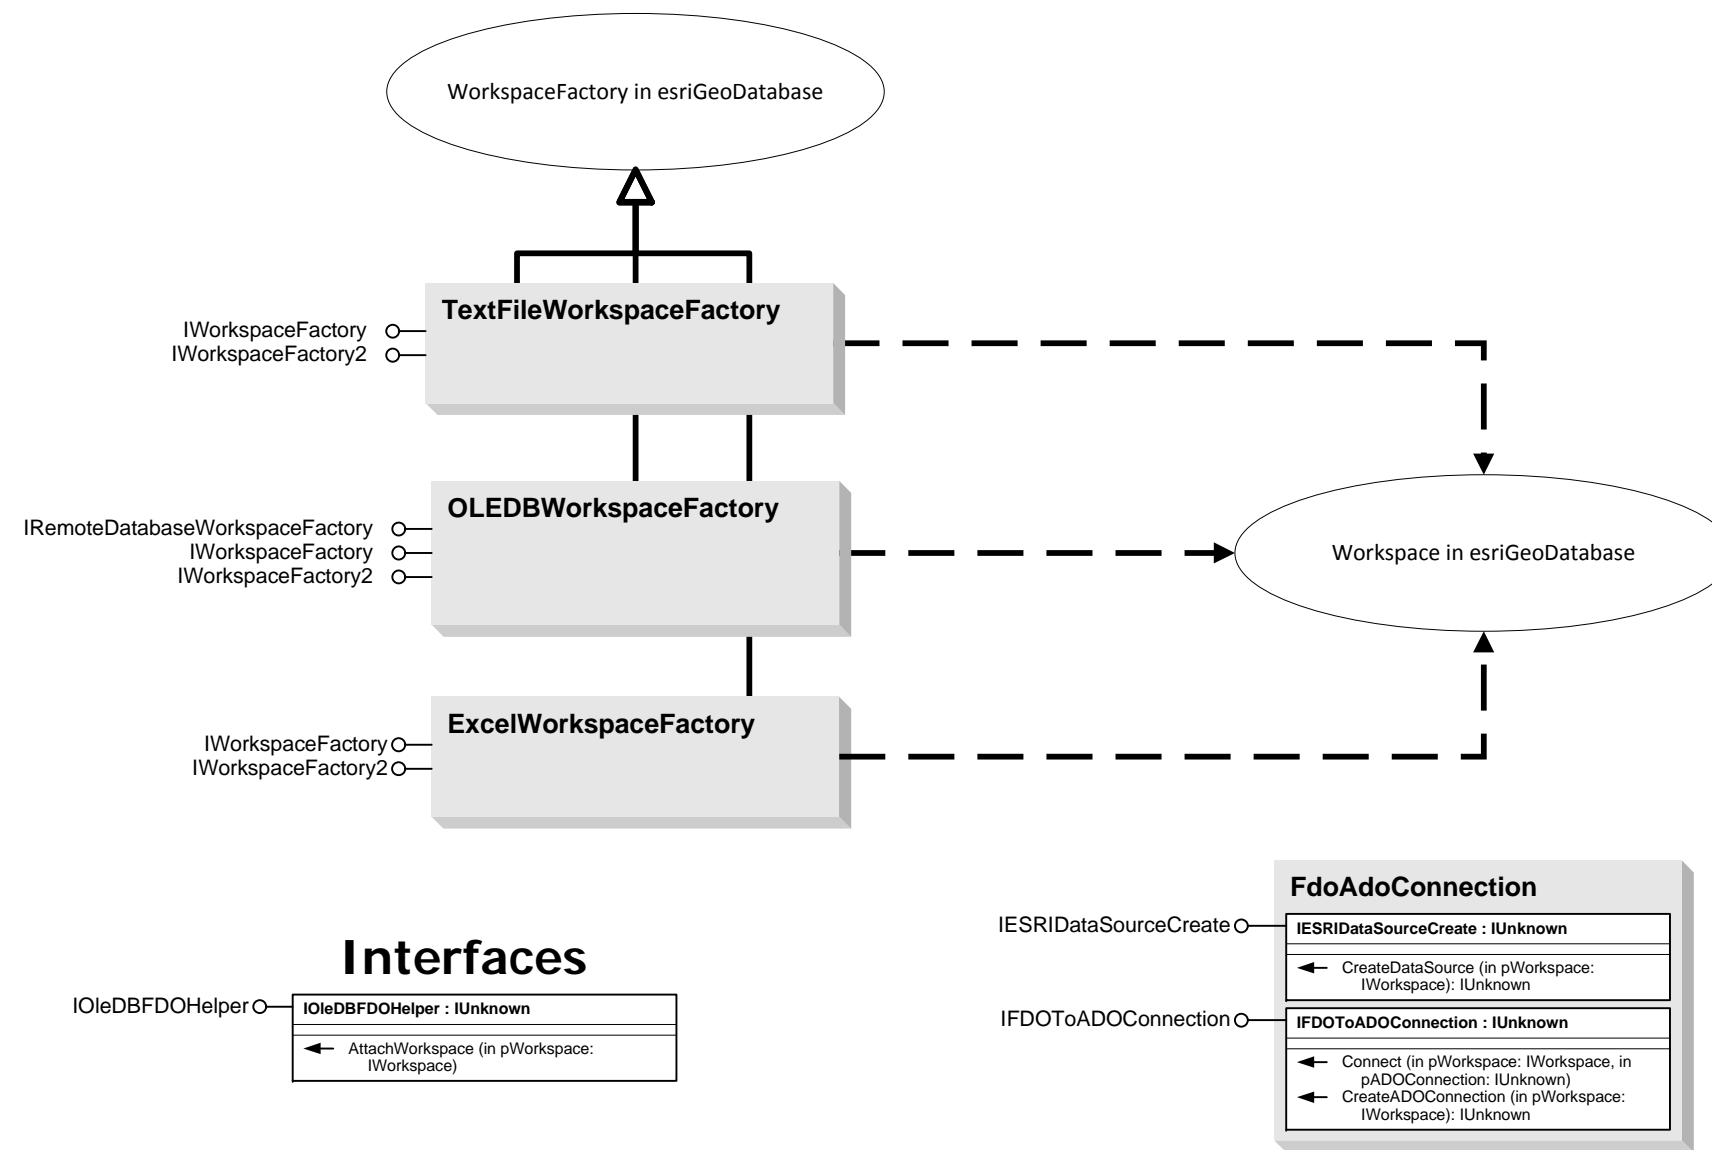 WorkspaceFactory in esriGeoDatabase
TextFileWorkspaceFactory
IWorkspaceFactory
IWorkspaceFactory2
OLEDBWorkspaceFactory
IRemoteDatabaseWorkspaceFactory
IWorkspaceFactory
IWorkspaceFactory2
Workspace in esriGeoDatabase
ExcelWorkspaceFactory
IWorkspaceFactory
IWorkspaceFactory2
Interfaces
IOleDBFDOHelper
IOleDBFDOHelper : IUnknown
AttachWorkspace (in pWorkspace:
IWorkspace)
FdoAdoConnection
IESRIDataSourceCreate
IESRIDataSourceCreate : IUnknown
CreateDataSource (in pWorkspace:
IWorkspace): IUnknown
IFDOToADOConnection
IFDOToADOConnection : IUnknown
Connect (in pWorkspace: IWorkspace, in
pADOConnection: IUnknown)
CreateADOConnection (in pWorkspace:
IWorkspace): IUnknown